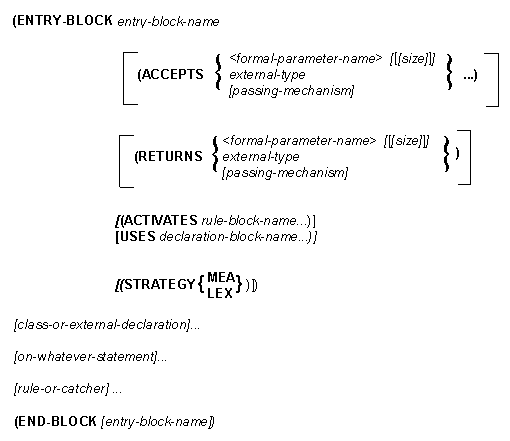 (ENTRY-BLOCK entry-block-name
<formal-parameter-name> {[[size]]}
(ACCEPTS { external-type } ...)
[passing-mechanism]
<formal-parameter-name> {[[size]]}
(RETURNS { external-type } )
[passing-mechanism]
[(ACTIVATES rule-block-name...)]
[USES declaration-block-name...)]
[(STRATEGY { MEA } )])
LEX
[class-or-external-declaration]...
[on-whatever-statement]...
[rule-or-catcher] ...
(END-BLOCK [entry-block-name])